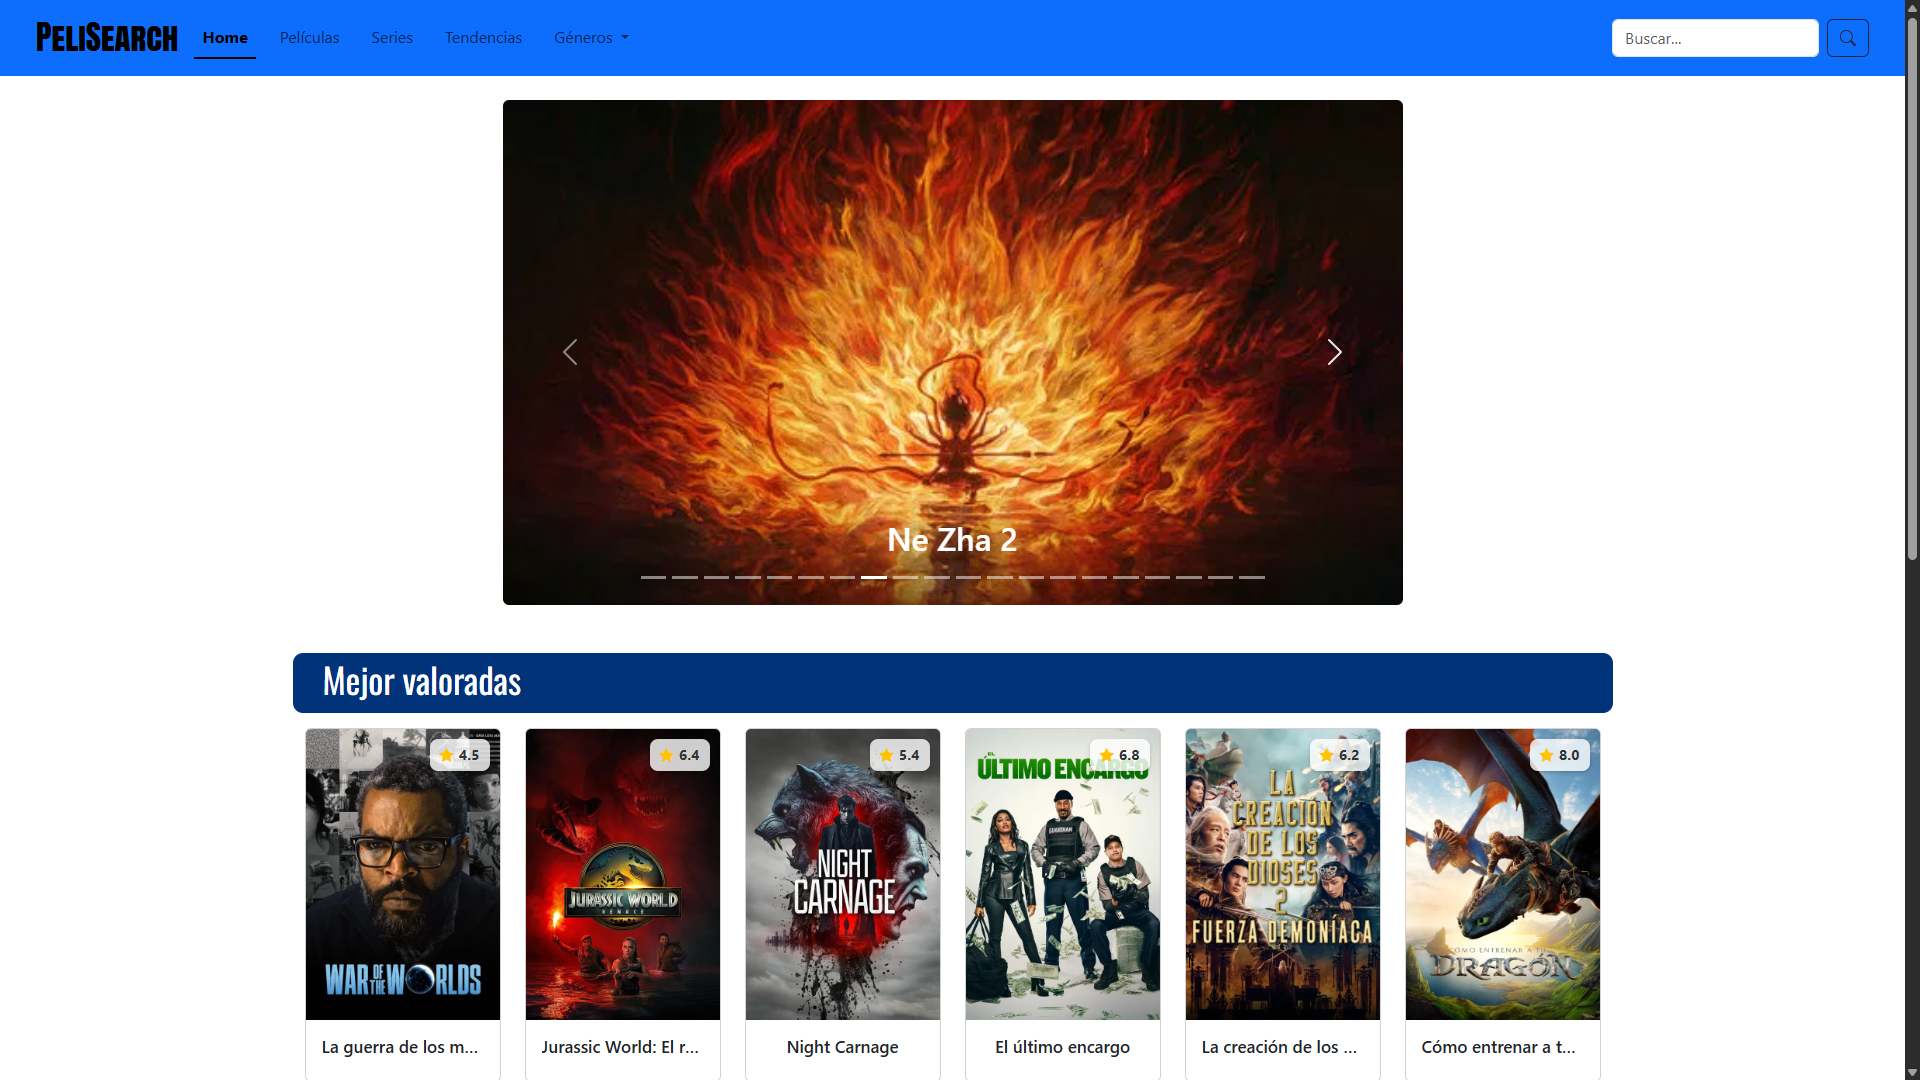 PELISEARCH Home Películas Series Tendencias Géneros Buscar...
Ne Zha 2
Mejor valoradas
4.5
6.4
5.4
6.8
6.2
8.0
WAR OF THE WORLDS
JURASSIC WORLD
RENACE
NIGHT
CARNAGE
EL
ÚLTIMO ENCARGO
GUARDIAN
LA
CREACIÓN
DE LOS
DIOSES
2
FUERZA DEMONÍACA
CÓMO ENTRENAR A TU
DRAGÓN
La guerra de los m...
Jurassic World: El r...
Night Carnage
El último encargo
La creación de los ...
Cómo entrenar a t...